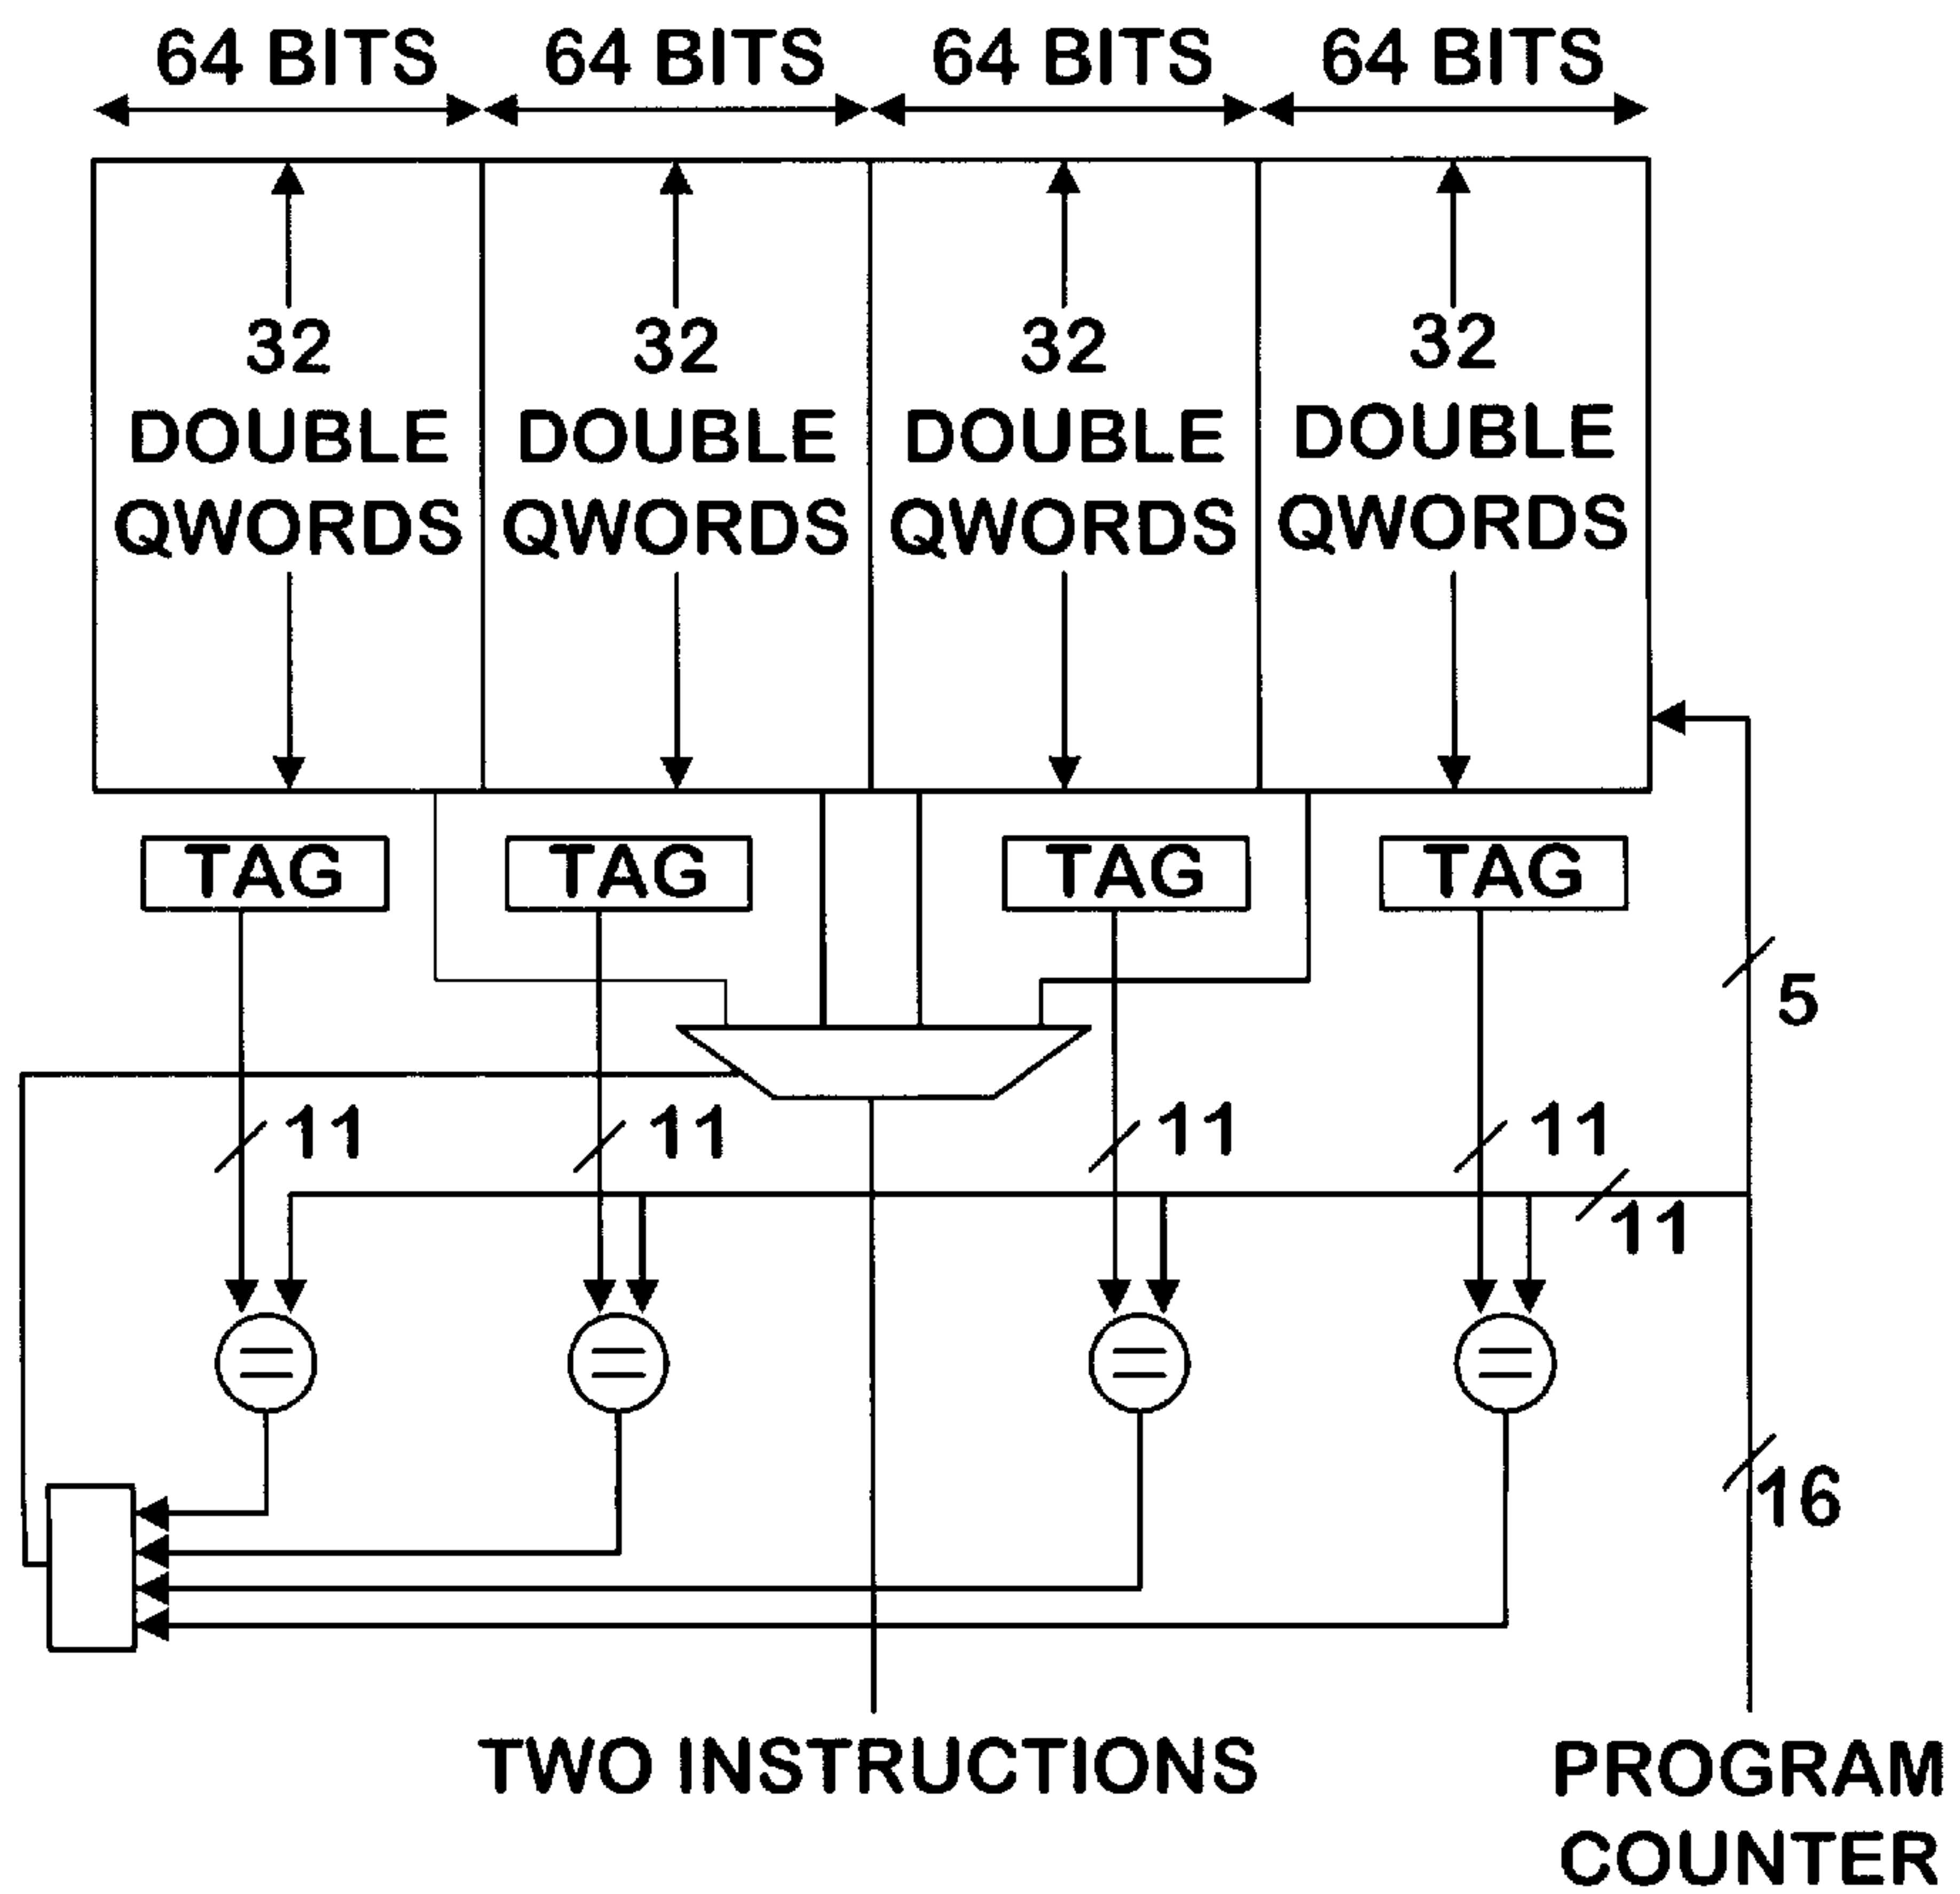 64 BITS 64 BITS 64 BITS 64 BITS
32 32 32 32
DOUBLE DOUBLE DOUBLE DOUBLE
QWORDS QWORDS QWORDS QWORDS
TAG TAG TAG TAG
5
11 11 11 11
11
= = = =
16
TWO INSTRUCTIONS PROGRAM
COUNTER